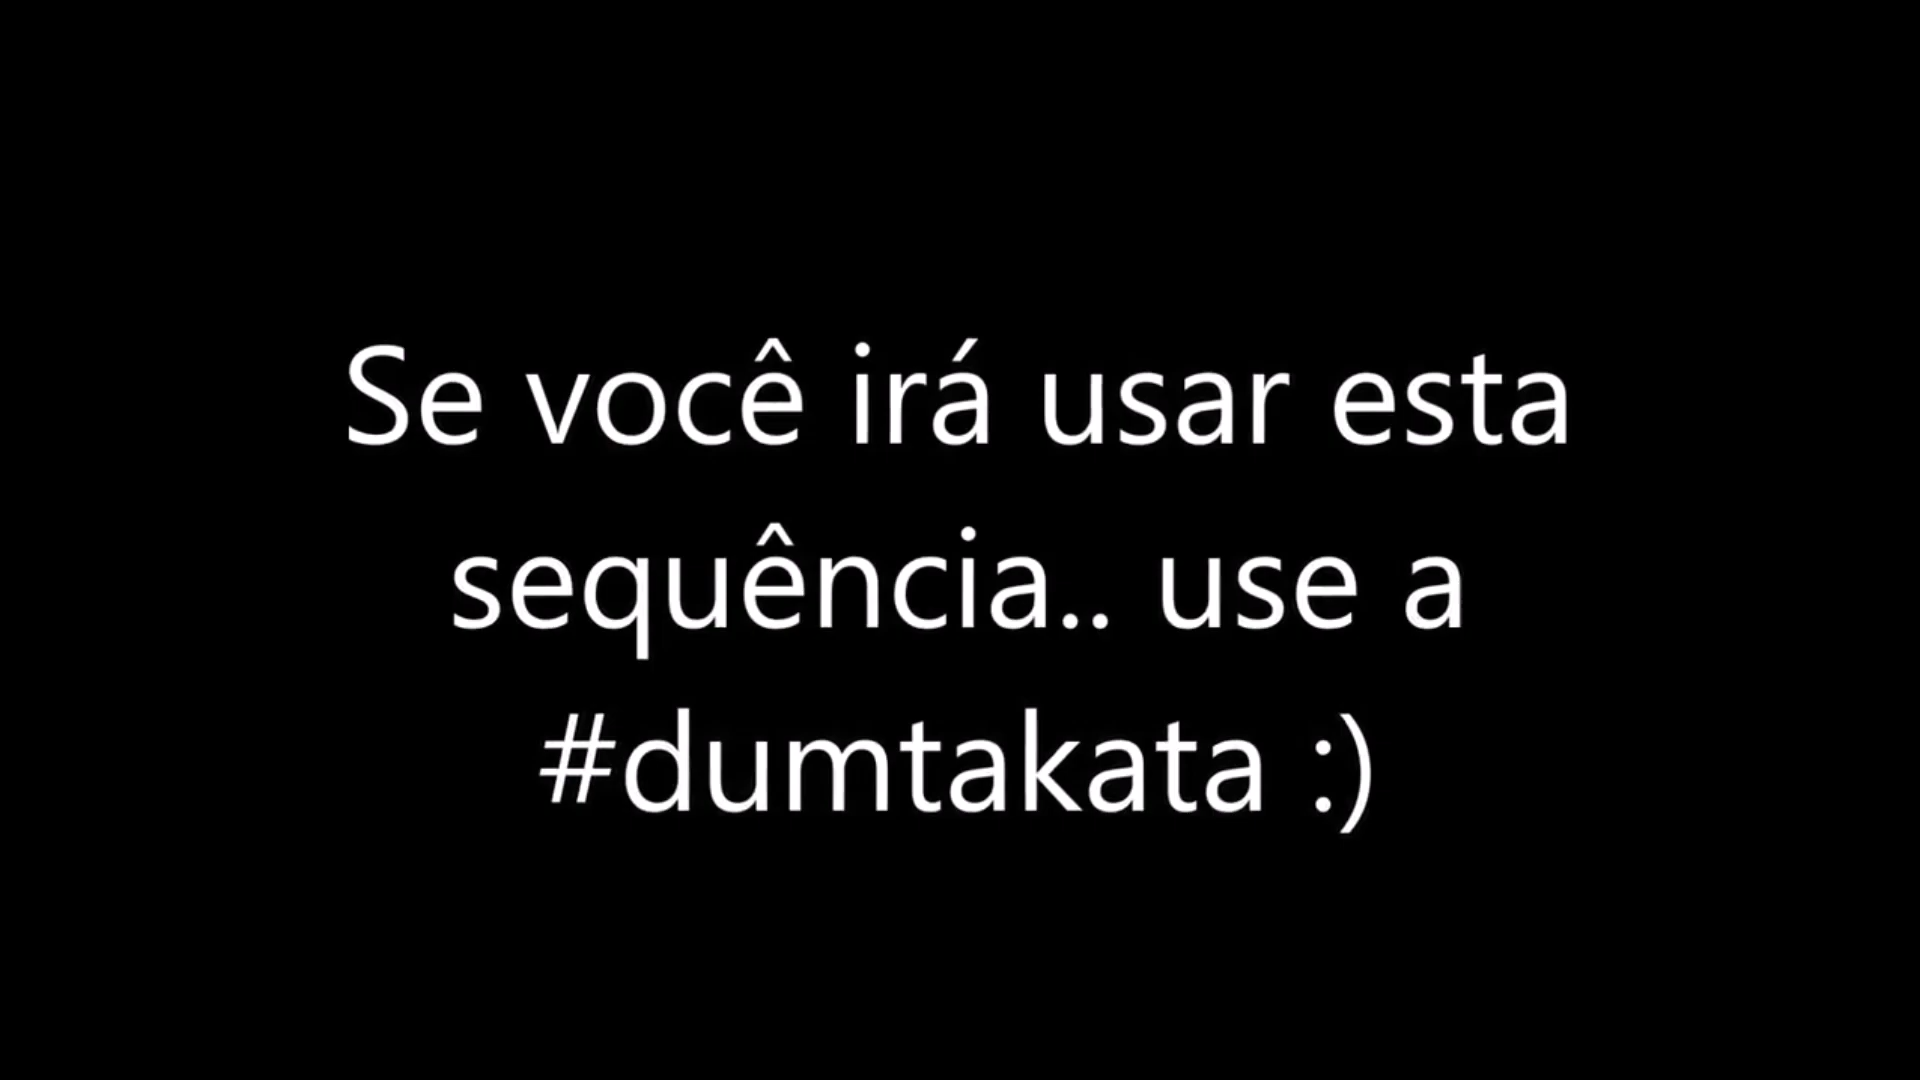 Se você irá usar esta
sequência.. use a
#dumtakata :)